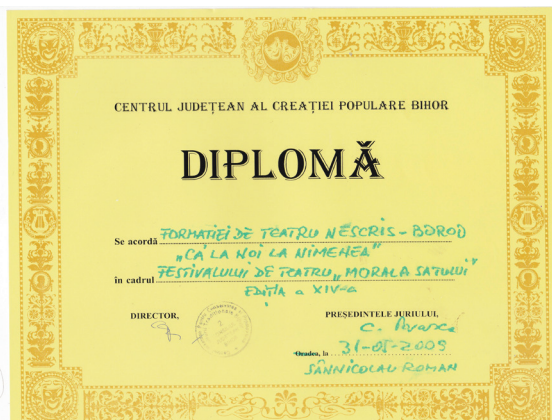 CENTRUL JUDEȚEAN AL CREAȚIEI POPULARE BIHOR
DIPLOMĂ
Se acordă FORMAȚIEI DE TEATRU NESCRIS - BOROD
„CA LA NOI LA NIMENEA"
în cadrul FESTIVALULUI DE TEATRU „MORALA SATULUI"
EDIȚIA a XIV-a
DIRECTOR,
PREȘEDINTELE JURIULUI,
C.
Oradea, la 31-05-2009
SÂNNICOLAU ROMAN